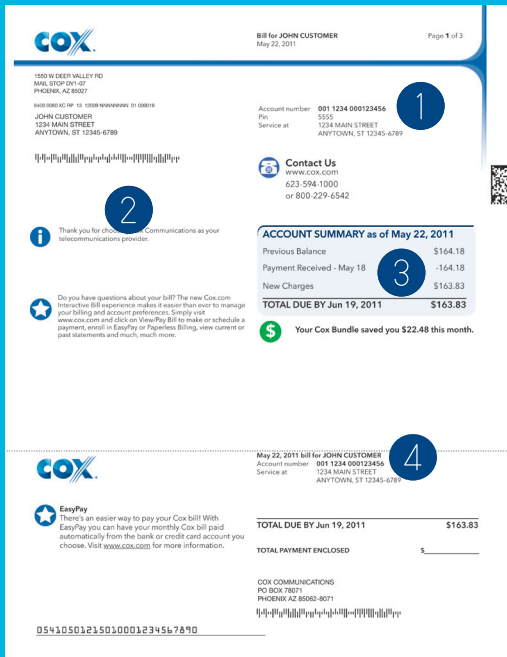 COX
Bill for JOHN CUSTOMER
May 22, 2011
Page 1 of 3
1550 W DEER VALLEY RD
MAIL STOP DV1-07
PHOENIX, AZ 85027
6409 0080 XC RP 13 12009 NNNNNNNN 01 000016
JOHN CUSTOMER
1234 MAIN STREET
ANYTOWN, ST 12345-6789
Account number 001 1234 000123456
Pin 5555
Service at 1234 MAIN STREET
ANYTOWN, ST 12345-6789
1
Contact Us
www.cox.com
623-594-1000
or 800-229-6542
2
Thank you for Communications as your
telecommunications provider.
ACCOUNT SUMMARY as of May 22, 2011
Previous Balance $164.18
Payment Received - May 18 -164.18
New Charges $163.83
TOTAL DUE BY Jun 19, 2011 $163.83
3
Do you have questions about your bill? The new Cox.com
Interactive Bill experience makes it easier than ever to manage
your billing and account preferences. Simply visit
www.cox.com and click on View/Pay Bill to make or schedule a
payment, enroll in EasyPay or Paperless Billing, view current or
past statements and much, much more.
$
Your Cox Bundle saved you $22.48 this month.
COX
May 22, 2011 bill for JOHN CUSTOMER
Account number 001 1234 000123456
Service at 1234 MAIN STREET
ANYTOWN, ST 12345-6789
4
EasyPay
There's an easier way to pay your Cox bill! With
EasyPay you can have your monthly Cox bill paid
automatically from the bank or credit card account you
choose. Visit www.cox.com for more information.
TOTAL DUE BY Jun 19, 2011 $163.83
TOTAL PAYMENT ENCLOSED $
COX COMMUNICATIONS
PO BOX 78071
PHOENIX AZ 85062-8071
05410501215010001234567890